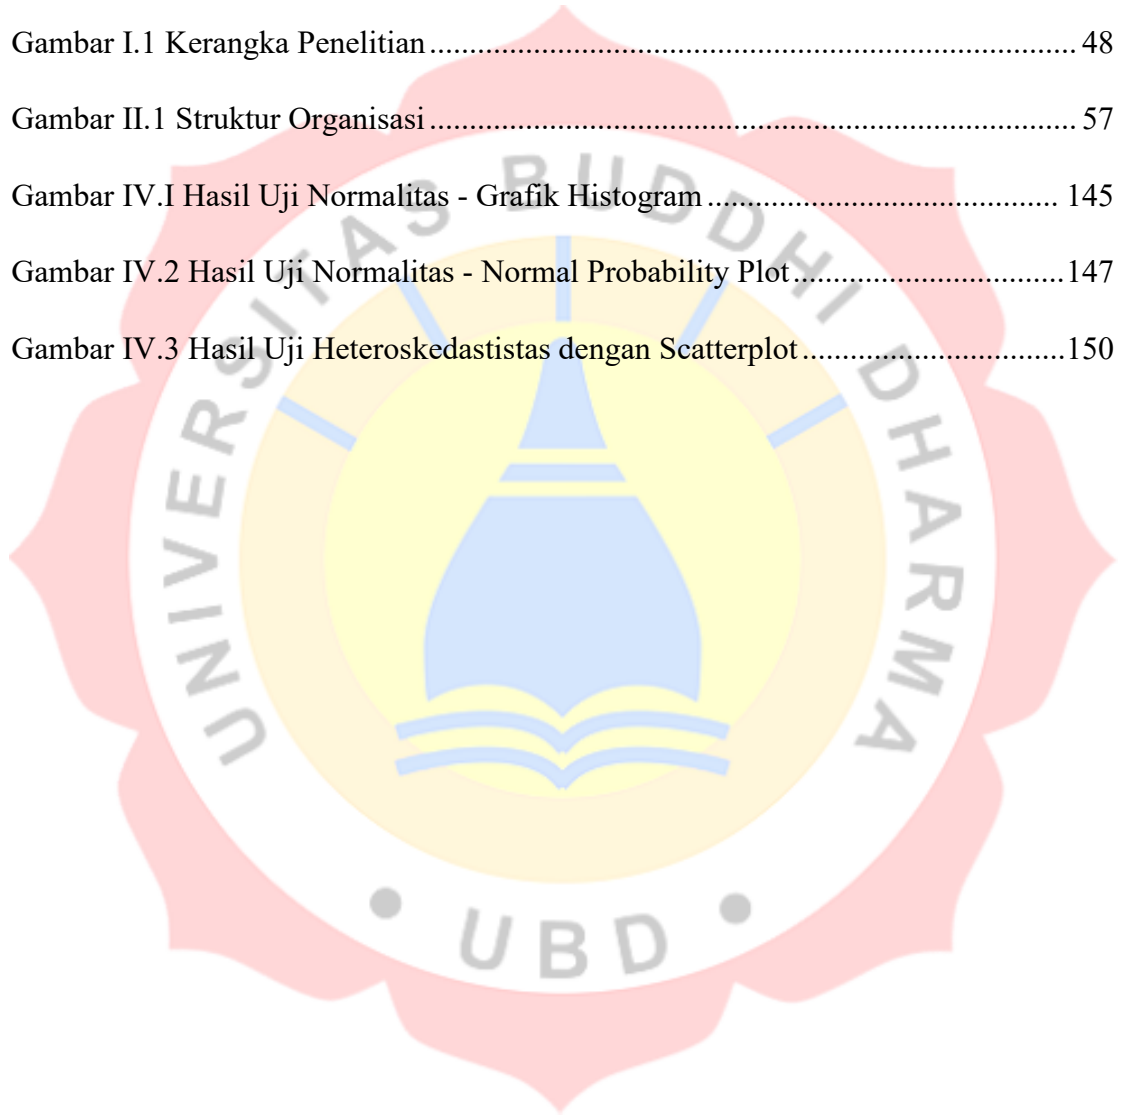 Gambar I.1 Kerangka Penelitian ................................................................................. 48
Gambar II.1 Struktur Organisasi ................................................................................. 57
Gambar IV.I Hasil Uji Normalitas - Grafik Histogram ............................................ 145
Gambar IV.2 Hasil Uji Normalitas - Normal Probability Plot ..................................147
Gambar IV.3 Hasil Uji Heteroskedastistas dengan Scatterplot .................................150
UNIVERSITAS BUDDHI DHARMA
• UBD •